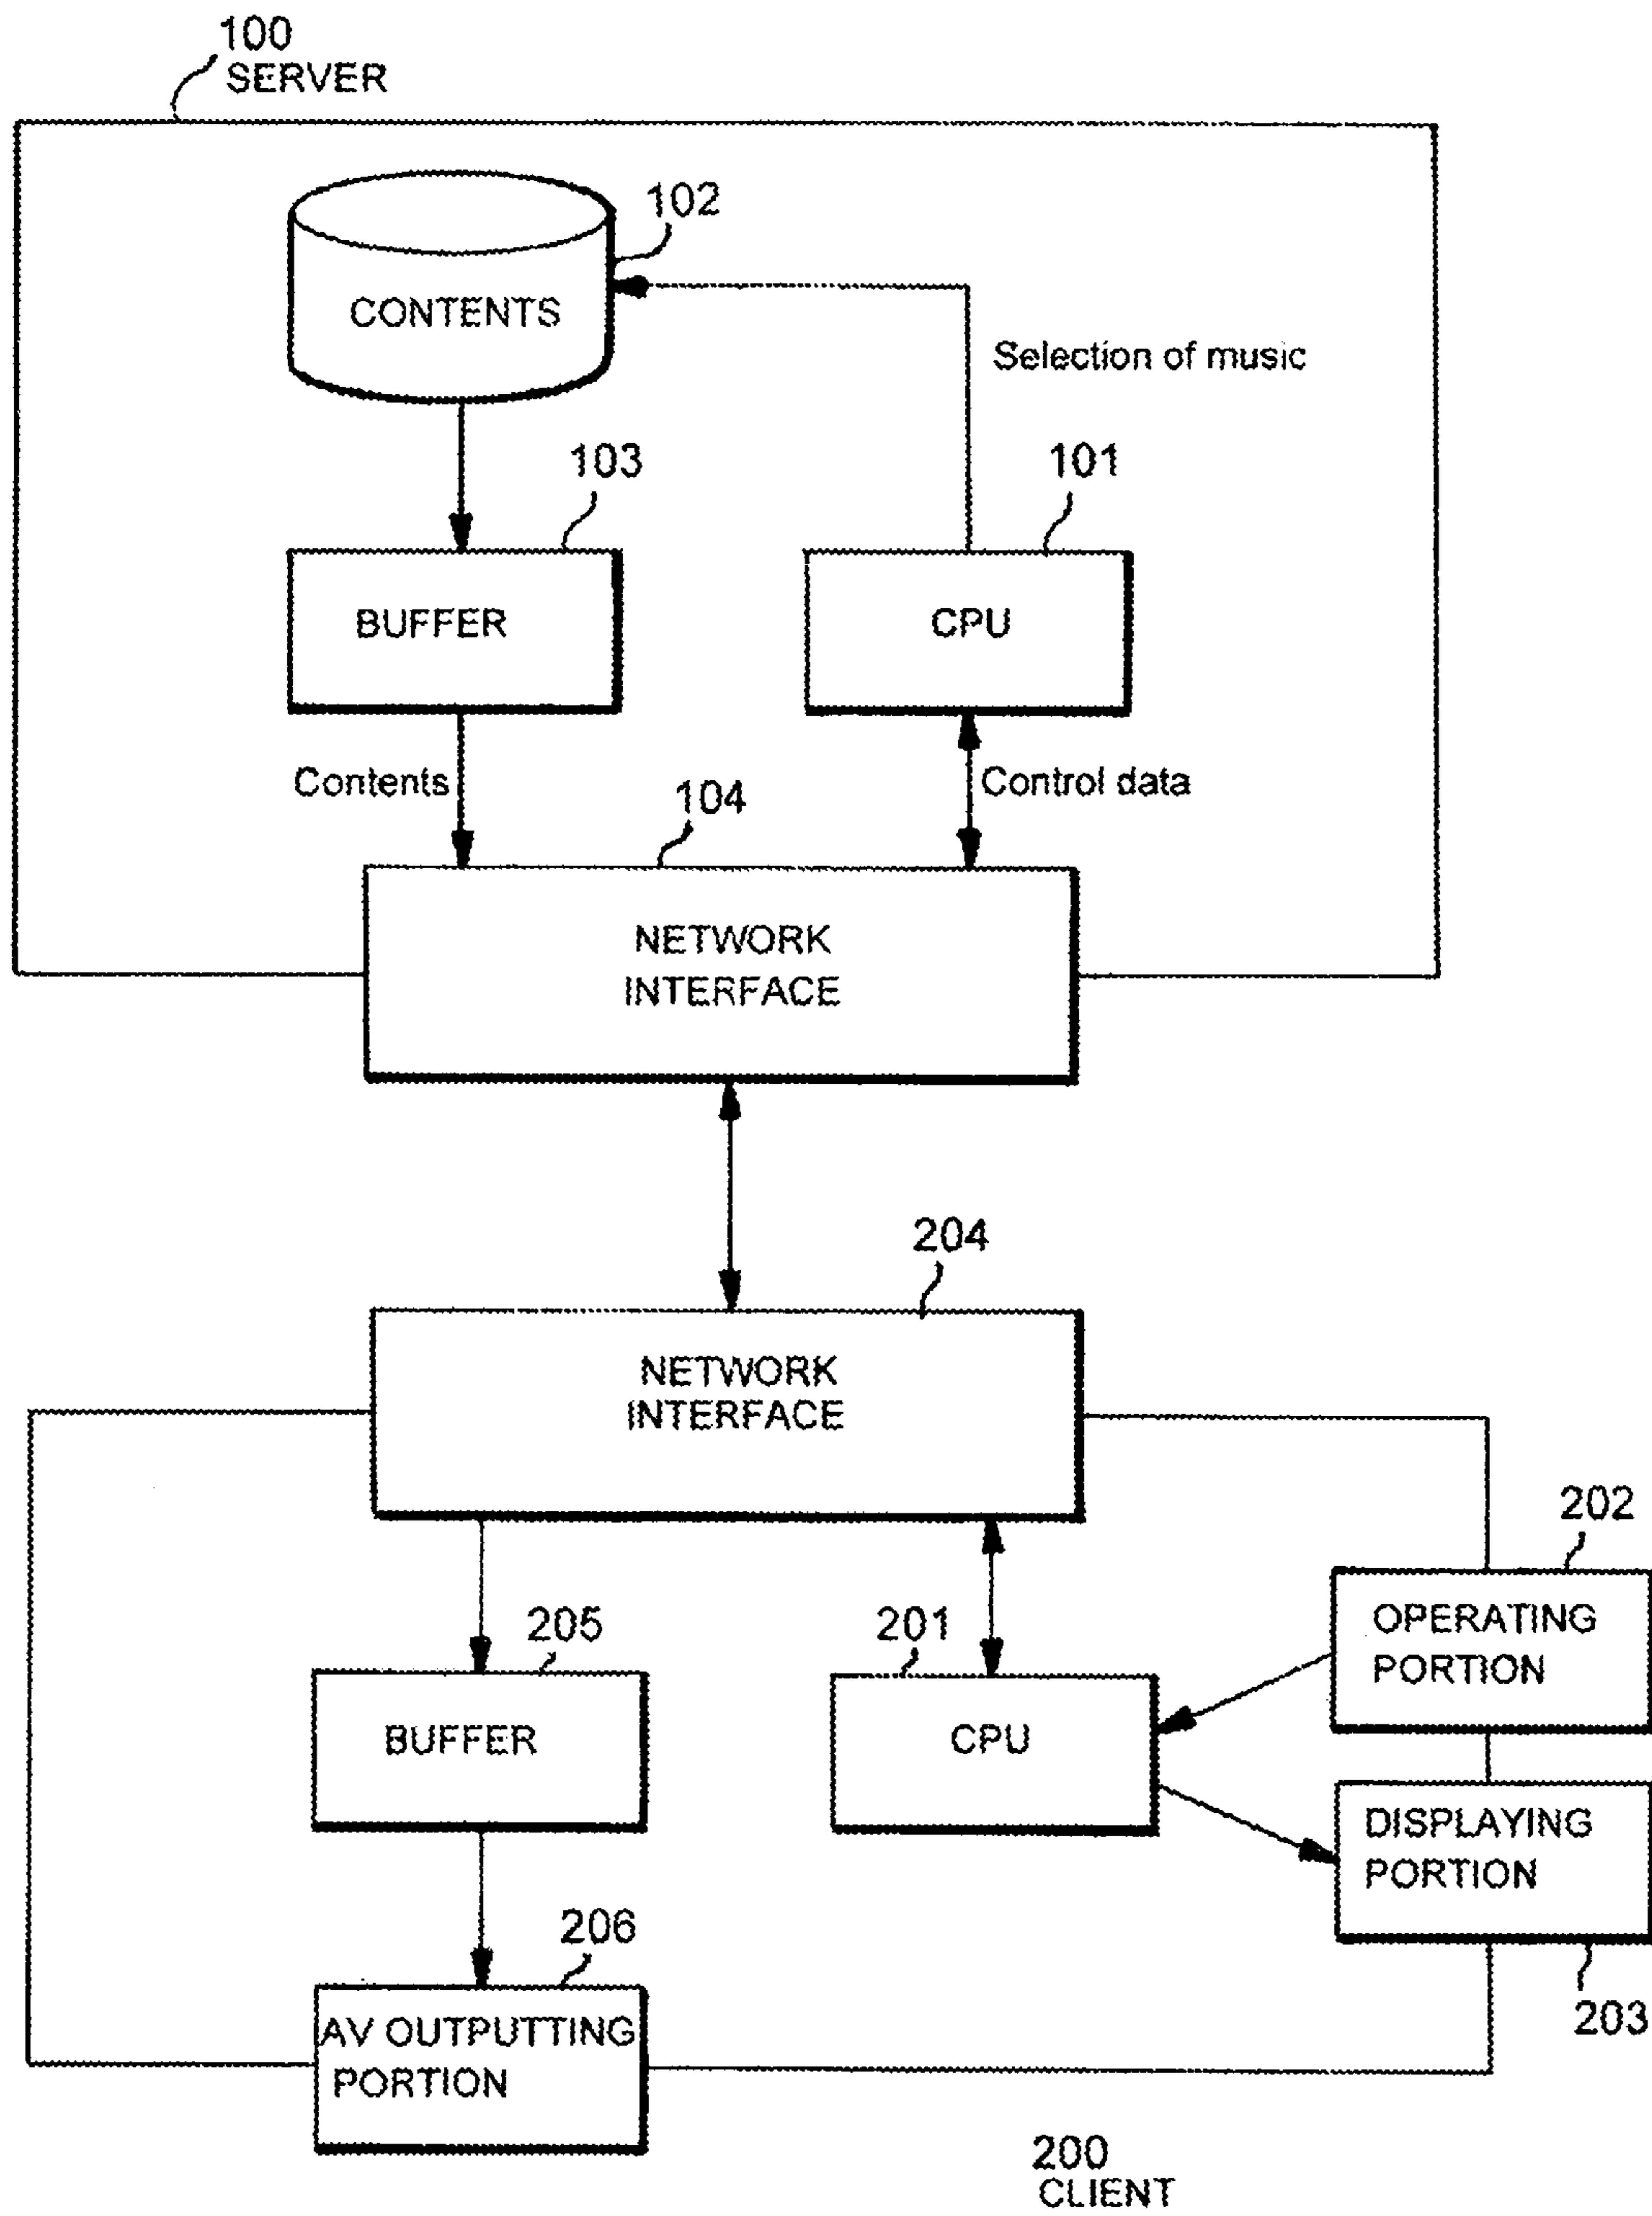 100
SERVER
102
CONTENTS
Selection of music
103
101
BUFFER
CPU
Contents
Control data
104
NETWORK
INTERFACE
204
NETWORK
INTERFACE
202
OPERATING
PORTION
205
201
BUFFER
CPU
DISPLAYING
PORTION
206
203
AV OUTPUTTING
PORTION
200
CLIENT